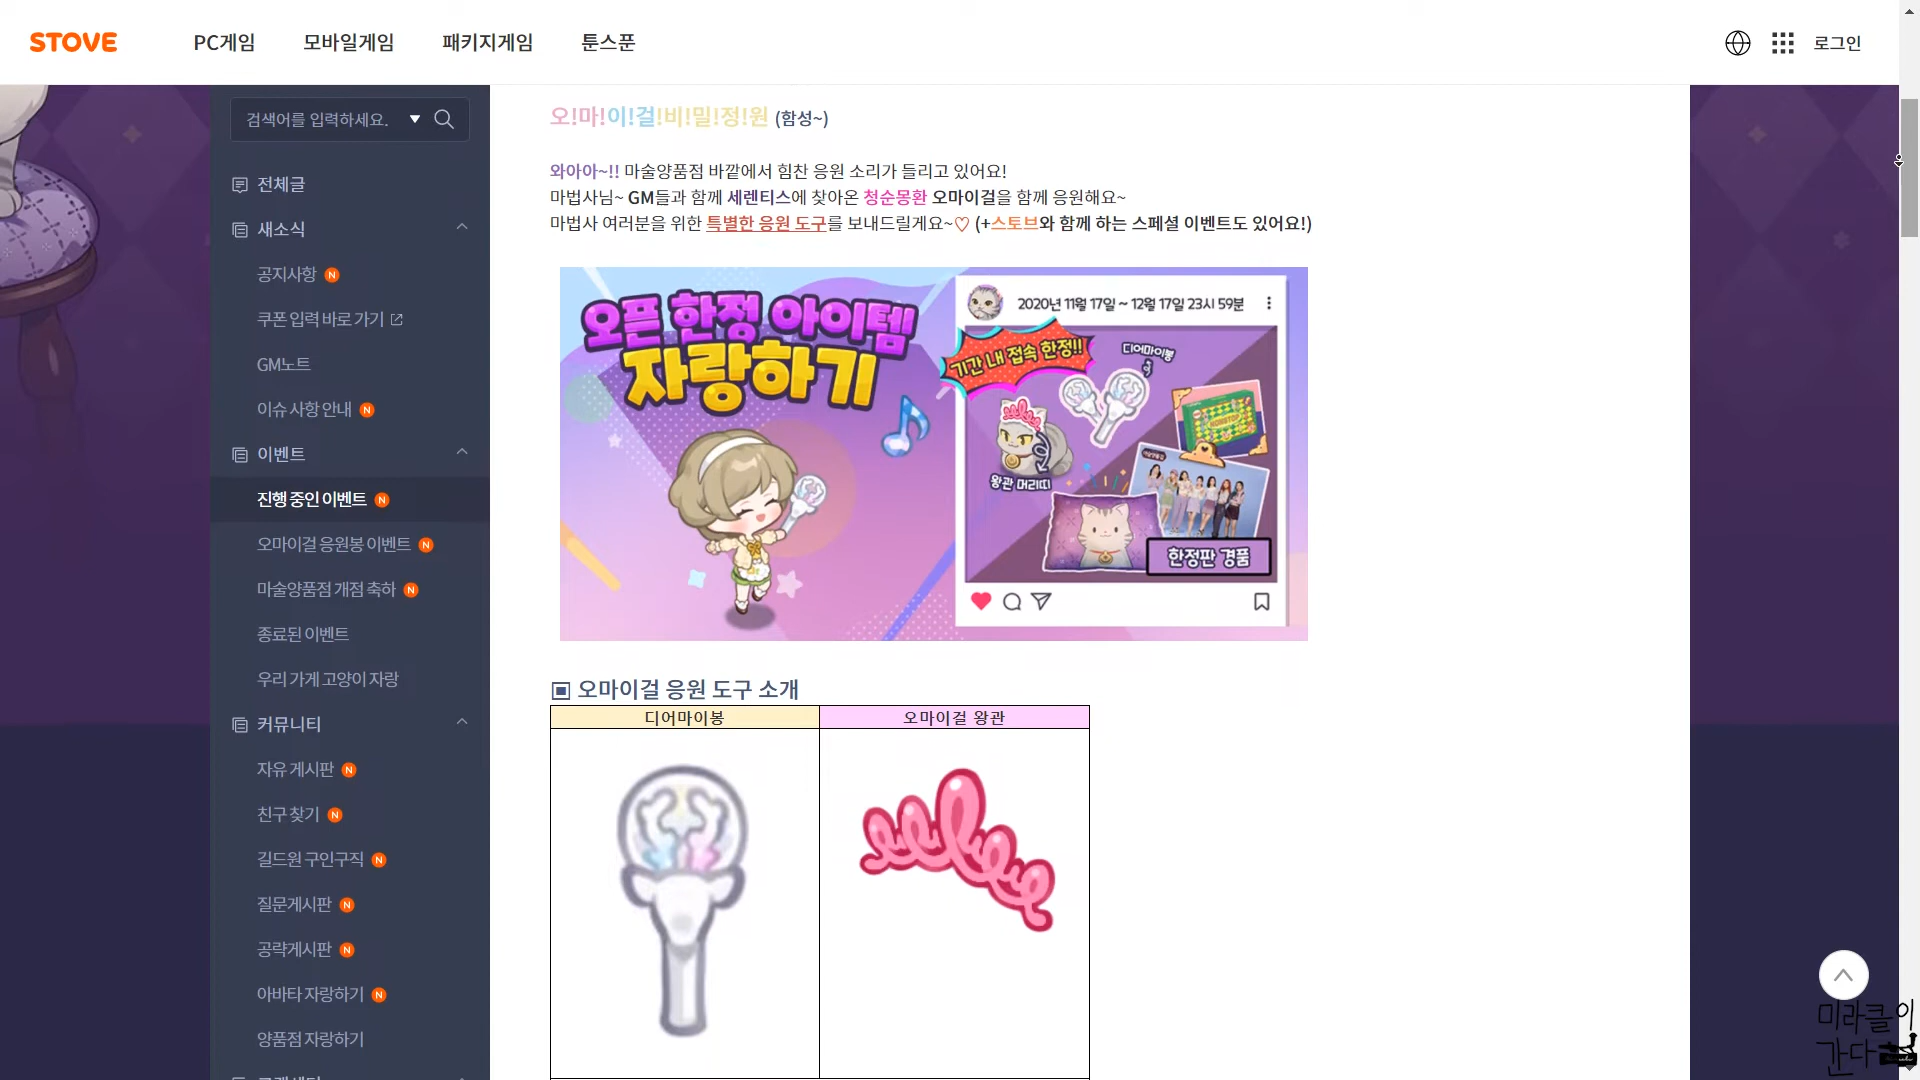 STOVE
PC게임
모바일게임
패키지게임
툰스푼
로그인
검색어를 입력하세요.
전체글
새소식
공지사항 N
쿠폰 입력 바로 가기
GM노트
이슈 사항 안내 N
이벤트
진행 중인 이벤트 N
오마이걸 응원봉 이벤트 N
마술양품점 개점 축하 N
종료된 이벤트
우리 가게 고양이 자랑
커뮤니티
자유 게시판 N
친구 찾기 N
길드원 구인구직 N
질문게시판 N
공략게시판 N
아바타 자랑하기 N
양품점 자랑하기
오!마!이!걸!비!밀!정!원 (함성~)
와아아~!! 마술양품점 바깥에서 힘찬 응원 소리가 들리고 있어요!
마법사님~ GM들과 함께 세렌티스에 찾아온 청순몽환 오마이걸을 함께 응원해요~
마법사 여러분을 위한 특별한 응원 도구를 보내드릴게요~♡ (+스토브와 함께 하는 스페셜 이벤트도 있어요!)
오픈 한정 아이템
자랑하기
2020년 11월 17일 ~ 12월 17일 23시 59분
기간 내 접속 한정!!
디어마이봉
왕관 머리띠
한정판 경품
▣ 오마이걸 응원 도구 소개
디어마이봉
오마이걸 왕관
미라클이
간다